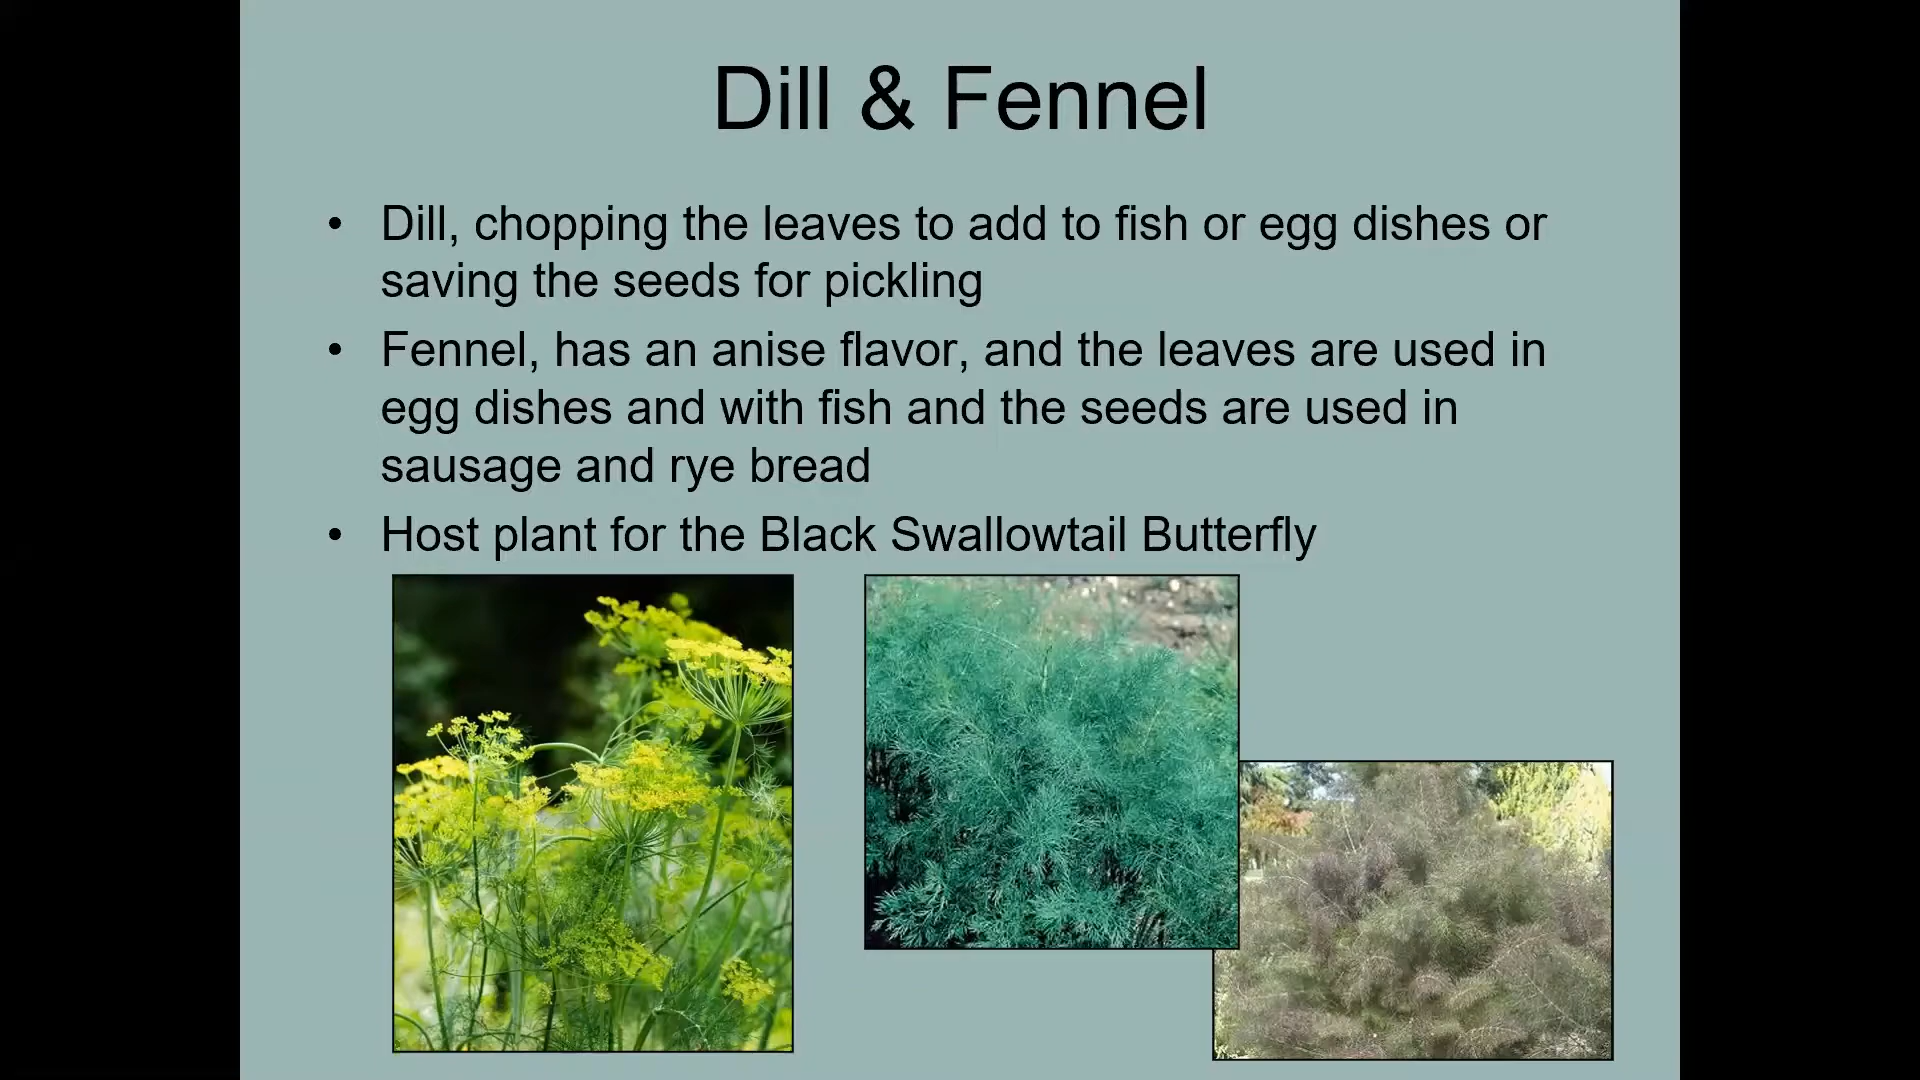 Dill & Fennel
• Dill, chopping the leaves to add to fish or egg dishes or
saving the seeds for pickling
• Fennel, has an anise flavor, and the leaves are used in
egg dishes and with fish and the seeds are used in
sausage and rye bread
• Host plant for the Black Swallowtail Butterfly